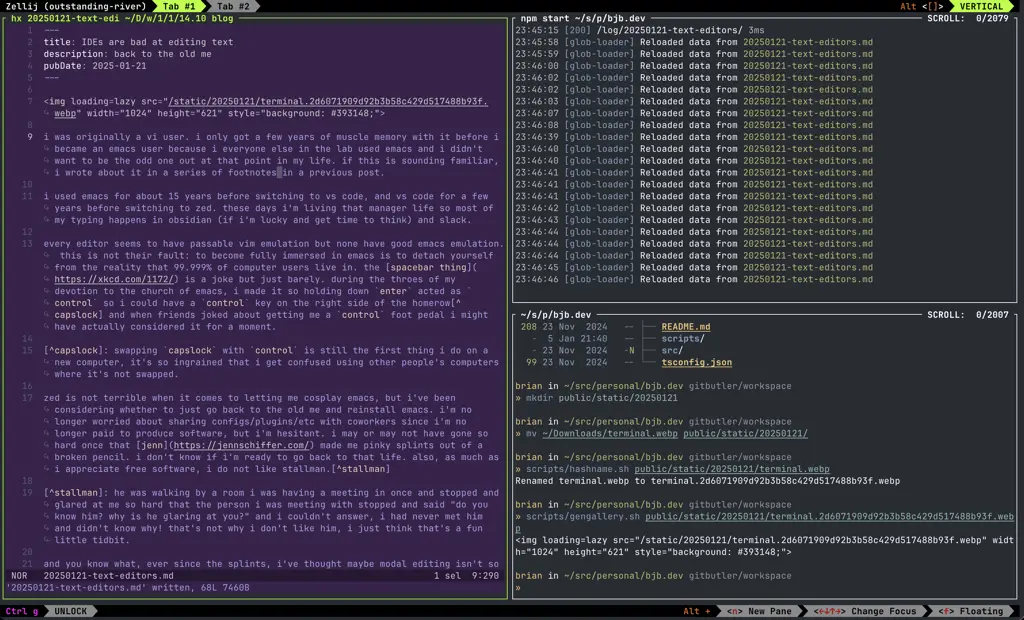 Zellij (outstanding-river) Tab #1 Tab #2 Alt <[]> VERTICAL
hx 20250121-text-edi ~/D/w/1/1/14.10 blog
1 ---
2 title: IDEs are bad at editing text
3 description: back to the old me
4 pubDate: 2025-01-21
5 ---
6
7 <img loading=lazy src="/static/20250121/terminal.2d6071909d92b3b58c429d517488b93f.
↪ webp" width="1024" height="621" style="background: #393148;">
8
9 i was originally a vi user. i only got a few years of muscle memory with it before i
↪ became an emacs user because i everyone else in the lab used emacs and i didn't
↪ want to be the odd one out at that point in my life. if this is sounding familiar,
↪ i wrote about it in a series of footnotes in a previous post.
10
11 i used emacs for about 15 years before switching to vs code, and vs code for a few
↪ years before switching to zed. these days i'm living that manager life so most of
↪ my typing happens in obsidian (if i'm lucky and get time to think) and slack.
12
13 every editor seems to have passable vim emulation but none have good emacs emulation.
↪ this is not their fault: to become fully immersed in emacs is to detach yourself
↪ from the reality that 99.999% of computer users live in. the [spacebar thing](
↪ https://xkcd.com/1172/) is a joke but just barely. during the throes of my
↪ devotion to the church of emacs, i made it so holding down `enter` acted as `
↪ control` so i could have a `control` key on the right side of the homerow[^
↪ capslock] and when friends joked about getting me a `control` foot pedal i might
↪ have actually considered it for a moment.
14
15 [^capslock]: swapping `capslock` with `control` is still the first thing i do on a
↪ new computer, it's so ingrained that i get confused using other people's computers
↪ where it's not swapped.
16
17 zed is not terrible when it comes to letting me cosplay emacs, but i've been
↪ considering whether to just go back to the old me and reinstall emacs. i'm no
↪ longer worried about sharing configs/plugins/etc with coworkers since i'm no
↪ longer paid to produce software, but i'm hesitant. i may or may not have gone so
↪ hard once that [jenn](https://jennschiffer.com/) made me pinky splints out of a
↪ broken pencil. i don't know if i'm ready to go back to that life. also, as much as
↪ i appreciate free software, i do not like stallman.[^stallman]
18
19 [^stallman]: he was walking by a room i was having a meeting in once and stopped and
↪ glared at me so hard that the person i was meeting with stopped and said "do you
↪ know him? why is he glaring at you?" and i couldn't answer, i had never met him
↪ and didn't know why! that's not why i don't like him, i just think that's a fun
↪ little tidbit.
20
21 and you know what, ever since the splints, i've thought maybe modal editing isn't so
NOR 20250121-text-editors.md 1 sel 9:290
'20250121-text-editors.md' written, 68L 7460B
npm start ~/s/p/bjb.dev SCROLL: 0/2079
23:45:15 [200] /log/20250121-text-editors/ 3ms
23:45:58 [glob-loader] Reloaded data from 20250121-text-editors.md
23:45:59 [glob-loader] Reloaded data from 20250121-text-editors.md
23:46:00 [glob-loader] Reloaded data from 20250121-text-editors.md
23:46:02 [glob-loader] Reloaded data from 20250121-text-editors.md
23:46:02 [glob-loader] Reloaded data from 20250121-text-editors.md
23:46:03 [glob-loader] Reloaded data from 20250121-text-editors.md
23:46:07 [glob-loader] Reloaded data from 20250121-text-editors.md
23:46:08 [glob-loader] Reloaded data from 20250121-text-editors.md
23:46:39 [glob-loader] Reloaded data from 20250121-text-editors.md
23:46:40 [glob-loader] Reloaded data from 20250121-text-editors.md
23:46:40 [glob-loader] Reloaded data from 20250121-text-editors.md
23:46:41 [glob-loader] Reloaded data from 20250121-text-editors.md
23:46:41 [glob-loader] Reloaded data from 20250121-text-editors.md
23:46:41 [glob-loader] Reloaded data from 20250121-text-editors.md
23:46:42 [glob-loader] Reloaded data from 20250121-text-editors.md
23:46:43 [glob-loader] Reloaded data from 20250121-text-editors.md
23:46:44 [glob-loader] Reloaded data from 20250121-text-editors.md
23:46:44 [glob-loader] Reloaded data from 20250121-text-editors.md
23:46:44 [glob-loader] Reloaded data from 20250121-text-editors.md
23:46:45 [glob-loader] Reloaded data from 20250121-text-editors.md
23:46:46 [glob-loader] Reloaded data from 20250121-text-editors.md
~/s/p/bjb.dev SCROLL: 0/2007
208 23 Nov 2024 -- ├── README.md
- 5 Jan 21:40 -- ├── scripts/
- 23 Nov 2024 -N ├── src/
99 23 Nov 2024 -- └── tsconfig.json
brian in ~/src/personal/bjb.dev gitbutler/workspace
» mkdir public/static/20250121
brian in ~/src/personal/bjb.dev gitbutler/workspace
» mv ~/Downloads/terminal.webp public/static/20250121/
brian in ~/src/personal/bjb.dev gitbutler/workspace
» scripts/hashname.sh public/static/20250121/terminal.webp
Renamed terminal.webp to terminal.2d6071909d92b3b58c429d517488b93f.webp
brian in ~/src/personal/bjb.dev gitbutler/workspace
» scripts/gengallery.sh public/static/20250121/terminal.2d6071909d92b3b58c429d517488b93f.web
p
<img loading=lazy src="/static/20250121/terminal.2d6071909d92b3b58c429d517488b93f.webp" widt
h="1024" height="621" style="background: #393148;">
brian in ~/src/personal/bjb.dev gitbutler/workspace
»
Ctrl g UNLOCK Alt + <n> New Pane <←↓↑→> Change Focus <f> Floating